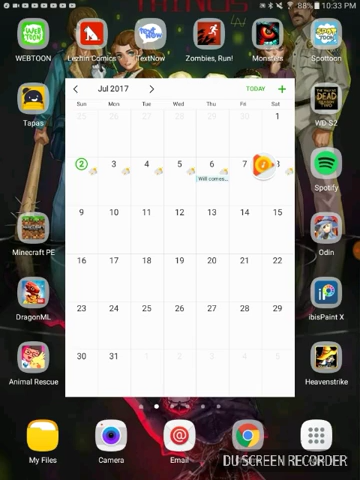 88% 10:33 PM
MINUS
WEBTOON Lezhin Comics TextNow Zombies, Run! Monsters Spottoon
Jul 2017 TODAY +
Sun Mon Tue Wed Thu Fri Sat
25 26 27 28 29 30 1
2 3 4 5 6 7 8
Will comes...
9 10 11 12 13 14 15
16 17 18 19 20 21 22
23 24 25 26 27 28 29
30 31 1 2 3 4 5
Tapas
WD-S2
Spotify
Minecraft PE
Odin
DragonML
ibisPaint X
Animal Rescue
Heavenstrike
My Files Camera Email
DU SCREEN RECORDER